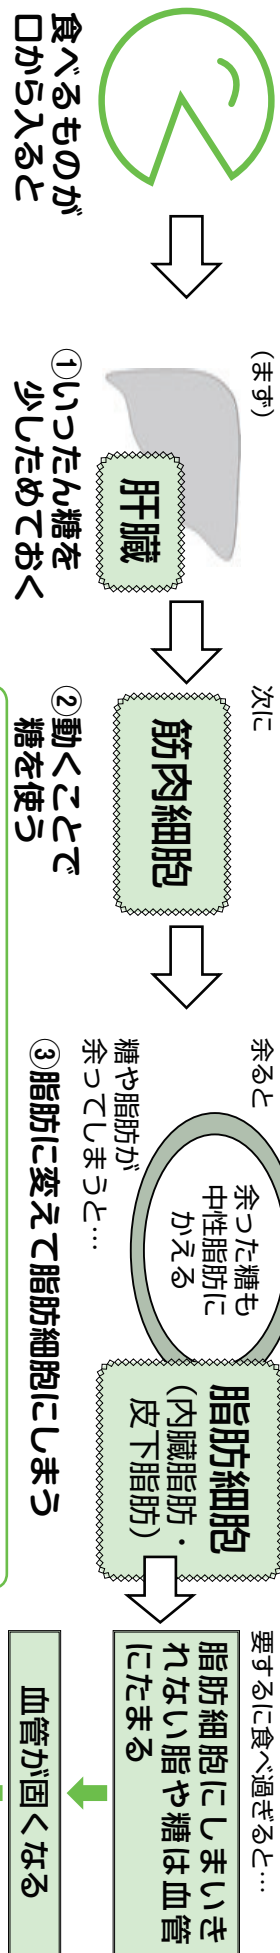 食べるものが
口から入ると
（まず）
肝臓
①いったん糖を
少しためておく
次に
筋肉細胞
②動くことで
糖を使う
余ると
余った糖も
中性脂肪に
かえる
糖や脂肪が
余ってしまうと…
脂肪細胞
（内臓脂肪・
皮下脂肪）
③脂肪に変えて脂肪細胞にしまう
要するに食べ過ぎると…
脂肪細胞にしまいき
れない脂や糖は血管
にたまる
血管が固くなる